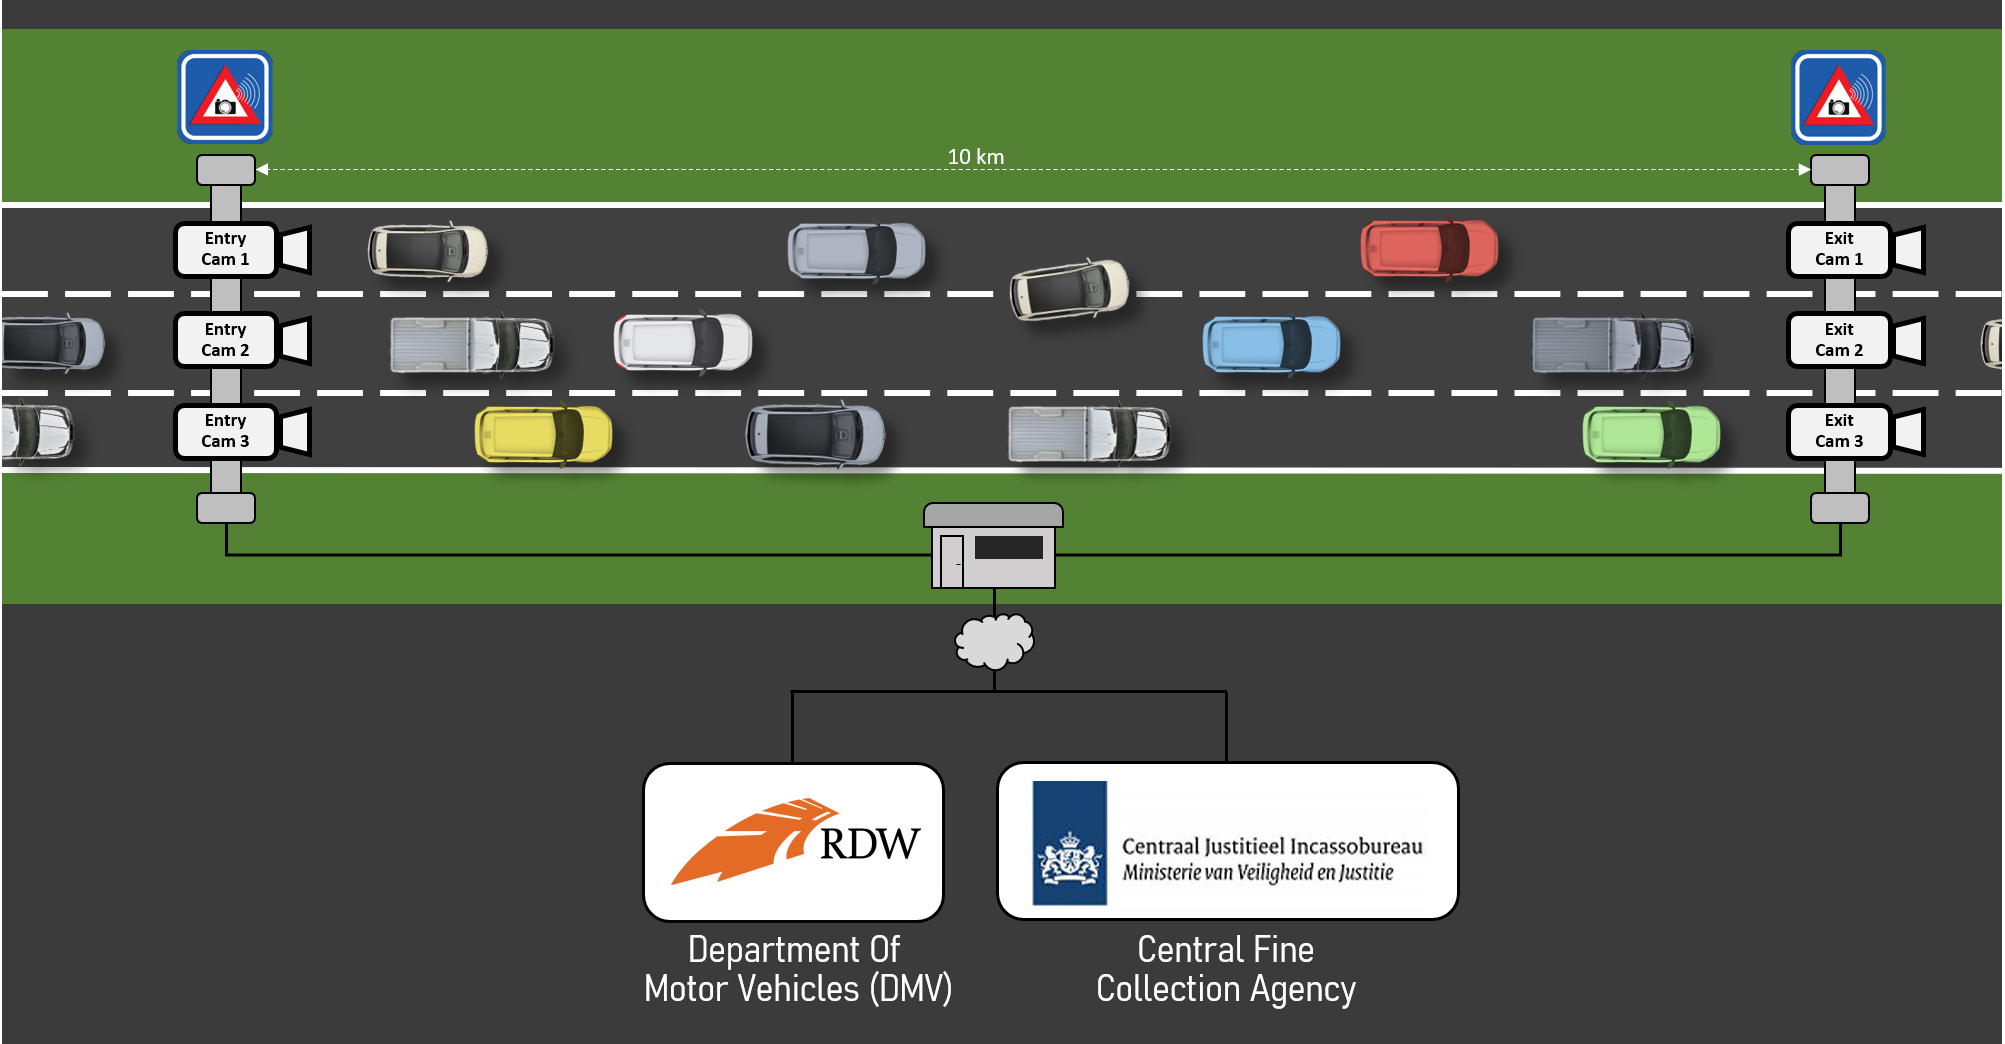 10 km
Entry
Cam 1
Exit
Cam 1
Entry
Cam 2
Exit
Cam 2
Entry
Cam 3
Exit
Cam 3
RDW
Centraal Justitieel Incassobureau
Ministerie van Veiligheid en Justitie
Department Of
Motor Vehicles (DMV)
Central Fine
Collection Agency